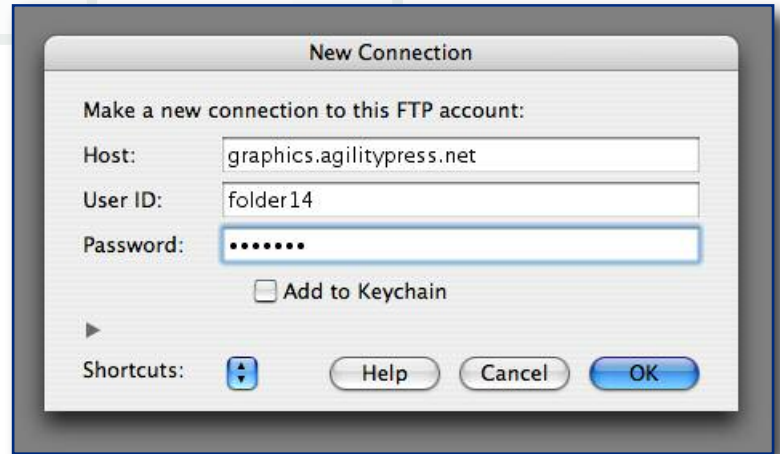 New Connection
Make a new connection to this FTP account:
Host: graphics.agilitypress.net
User ID: folder14
Password: •••••••
Add to Keychain
Shortcuts: Help Cancel OK